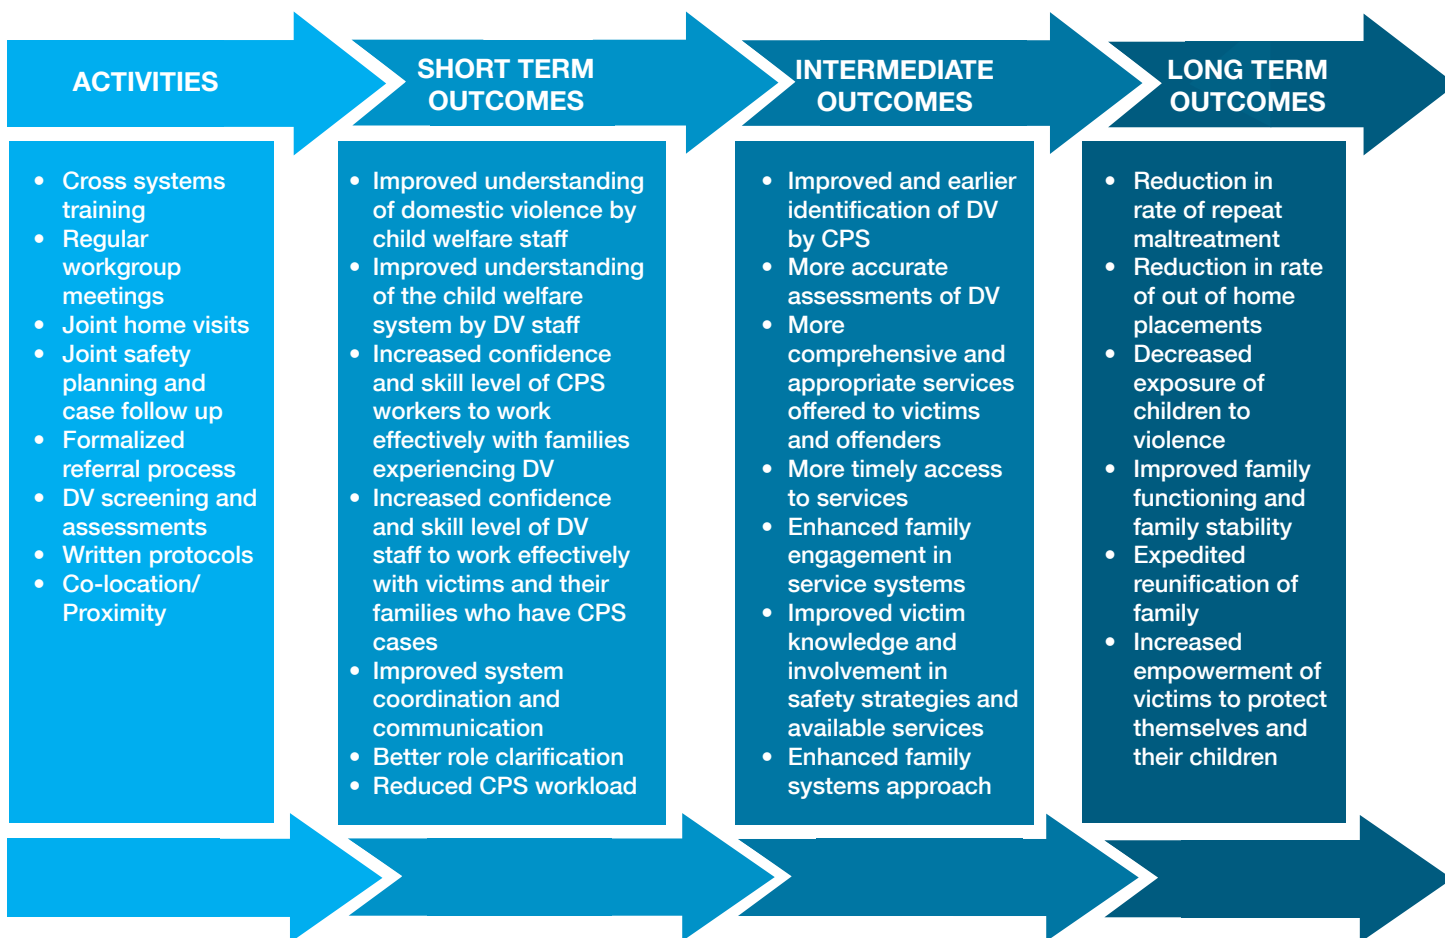 ACTIVITIES
• Cross systems
training
• Regular
workgroup
meetings
• Joint home visits
• Joint safety
planning and
case follow up
• Formalized
referral process
• DV screening and
assessments
• Written protocols
• Co-location/
Proximity
SHORT TERM
OUTCOMES
• Improved understanding
of domestic violence by
child welfare staff
• Improved understanding
of the child welfare
system by DV staff
• Increased confidence
and skill level of CPS
workers to work
effectively with families
experiencing DV
• Increased confidence
and skill level of DV
staff to work effectively
with victims and their
families who have CPS
cases
• Improved system
coordination and
communication
• Better role clarification
• Reduced CPS workload
INTERMEDIATE
OUTCOMES
• Improved and earlier
identification of DV
by CPS
• More accurate
assessments of DV
• More
comprehensive and
appropriate services
offered to victims
and offenders
• More timely access
to services
• Enhanced family
engagement in
service systems
• Improved victim
knowledge and
involvement in
safety strategies and
available services
• Enhanced family
systems approach
LONG TERM
OUTCOMES
• Reduction in
rate of repeat
maltreatment
• Reduction in rate
of out of home
placements
• Decreased
exposure of
children to
violence
• Improved family
functioning and
family stability
• Expedited
reunification of
family
• Increased
empowerment of
victims to protect
themselves and
their children